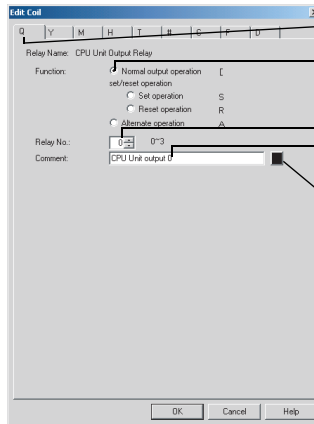 Edit Coil
Q Y M H T # C F D
Relay Name: CPU Unit Output Relay
Function: Normal output operation [
set/reset operation
Set operation S
Reset operation R
Alternate operation A
Relay No.: 0 0~3
Comment: CPU Unit output 0
OK Cancel Help